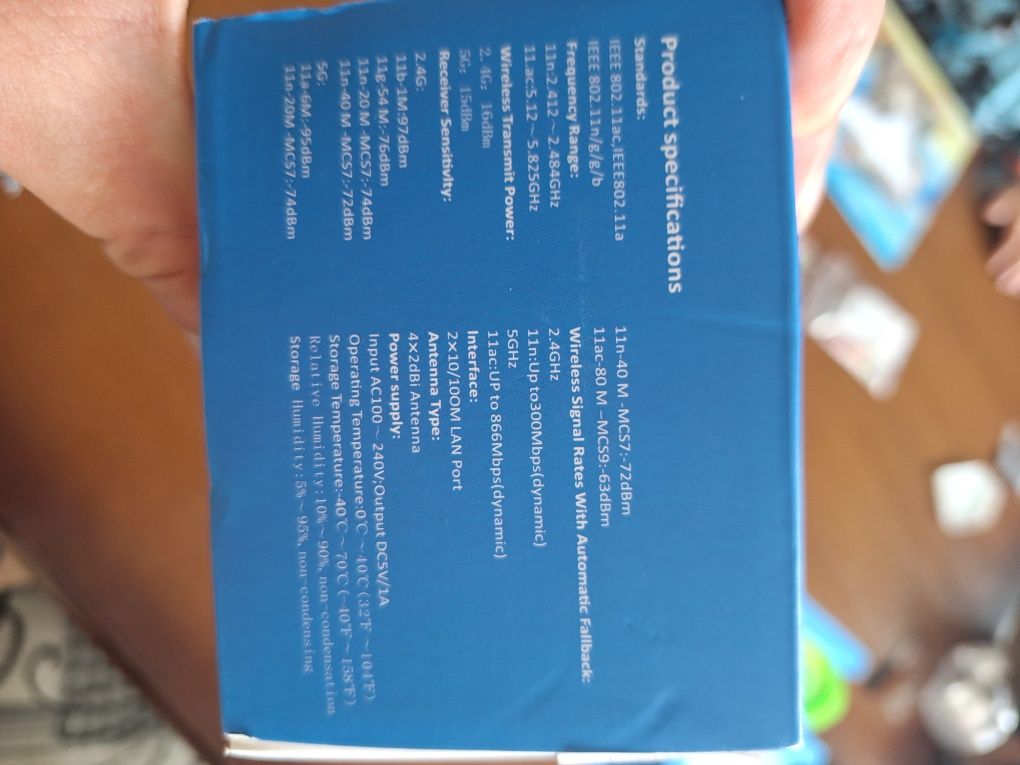 Product specifications
Standards:
IEEE 802.11ac,IEEE802.11a
IEEE 802.11n/g/g/b
Frequency Range:
11n:2.412 ～2.484GHz
11.ac:5.12 ～5.825GHz
Wireless Transmit Power:
2.4G: 16dBm
5G: 15dBm
Receiver Sensitivity:
2.4G:
11b-1M:97dBm
11g-54 M:-76dBm
11n-20 M -MCS7:-74dBm
11n-40 M -MCS7:-72dBm
5G:
11a-6M:-95dBm
11n-20M -MCS7:-74dBm
11n-40 M -MCS7:-72dBm
11ac-80 M –MCS9:-63dBm
Wireless Signal Rates With Automatic Fallback:
2.4GHz
11n:Up to300Mbps(dynamic)
5GHz
11ac:UP to 866Mbps(dynamic)
Interface:
2×10/100M LAN Port
Antenna Type:
4×2dBi Antenna
Power supply:
Input AC100～ 240V;Output DC5V/1A
Operating Temperature:0℃～40℃(32℉～104℉)
Storage Temperature:-40℃～70℃(-40℉～158℉)
Relative Humidity:10%～90%, non-condensation
Storage Humidity:5%～95%, non-condensing